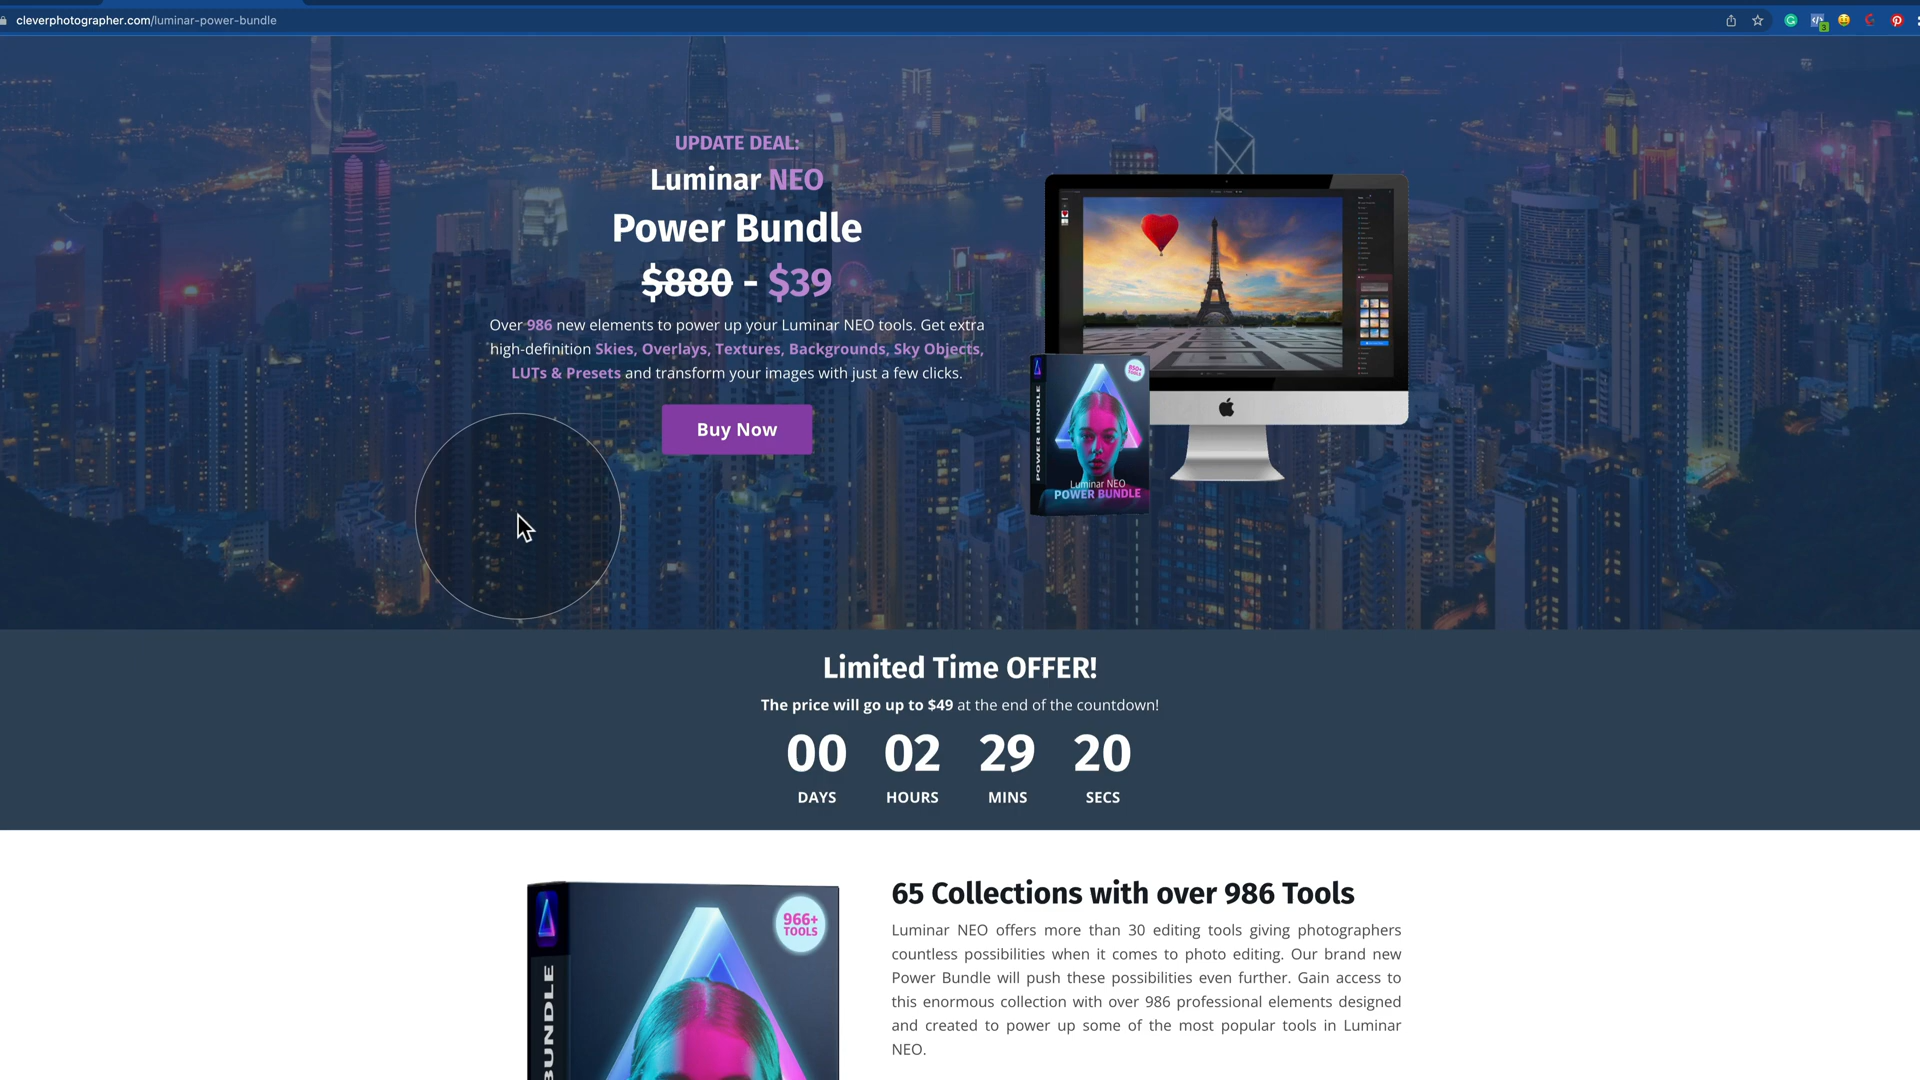 cleverphotographer.com/luminar-power-bundle
UPDATE DEAL:
Luminar NEO
Power Bundle
$880 - $39
Over 986 new elements to power up your Luminar NEO tools. Get extra
high-definition Skies, Overlays, Textures, Backgrounds, Sky Objects,
LUTs & Presets and transform your images with just a few clicks.
Buy Now
850+
TOOLS
POWER BUNDLE
Luminar NEO
POWER BUNDLE
Limited Time OFFER!
The price will go up to $49 at the end of the countdown!
00 02 29 20
DAYS HOURS MINS SECS
966+
TOOLS
BUNDLE
65 Collections with over 986 Tools
Luminar NEO offers more than 30 editing tools giving photographers
countless possibilities when it comes to photo editing. Our brand new
Power Bundle will push these possibilities even further. Gain access to
this enormous collection with over 986 professional elements designed
and created to power up some of the most popular tools in Luminar
NEO.